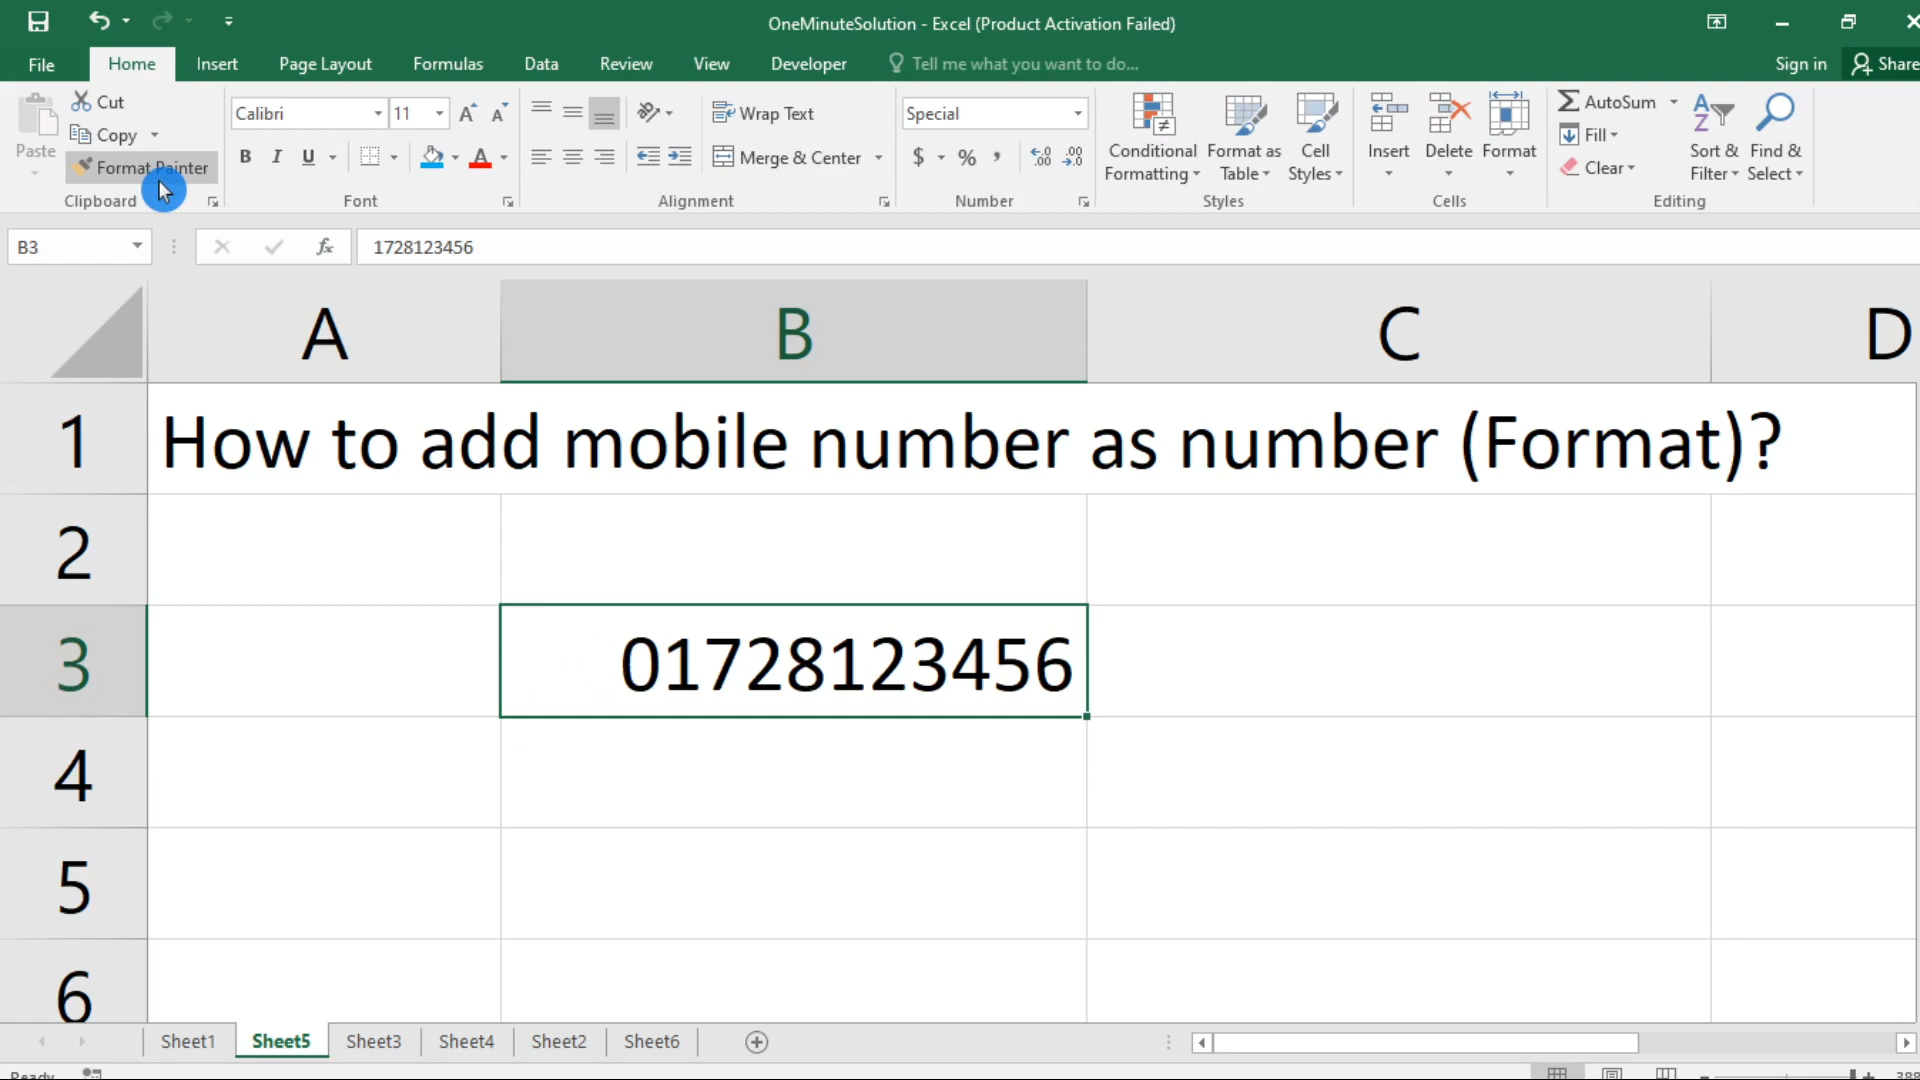 OneMinuteSolution - Excel (Product Activation Failed)
File Home Insert Page Layout Formulas Data Review View Developer Tell me what you want to do... Sign in Share
Paste
Cut
Copy
Format Painter
Clipboard
Calibri 11
B I U A
Font
Wrap Text
Merge & Center
Alignment
Special
$ % ,
Number
Conditional Formatting
Format as Table
Cell Styles
Styles
Insert
Delete
Format
Cells
AutoSum
Fill
Clear
Sort & Filter
Find & Select
Editing
B3 fx 1728123456
A B C D
1 How to add mobile number as number (Format)?
2
3 01728123456
4
5
6
Sheet1 Sheet5 Sheet3 Sheet4 Sheet2 Sheet6
Ready